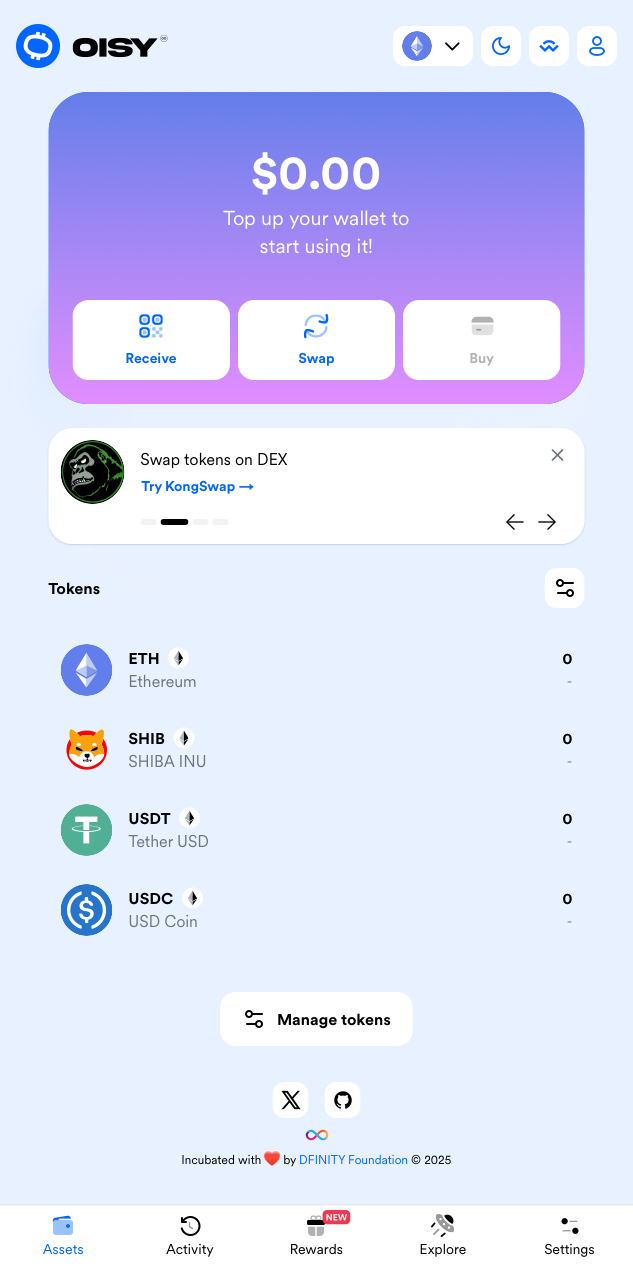 OISY
$0.00
Top up your wallet to
start using it!
Receive
Swap
Buy
Swap tokens on DEX
Try KongSwap →
Tokens
ETH
0
Ethereum
-
SHIB
0
SHIBA INU
-
USDT
0
Tether USD
-
USDC
0
USD Coin
-
Manage tokens
Incubated with ❤️ by DFINITY Foundation © 2025
NEW
Assets
Activity
Rewards
Explore
Settings